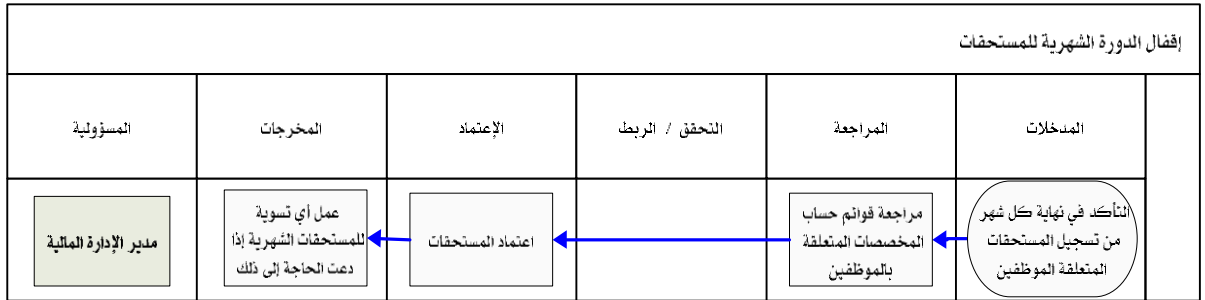 إقفال الدورة الشهرية للمستحقات
المدخلات
المراجعة
التحقق / الربط
الإعتماد
المخرجات
المسؤولية
التأكد في نهاية كل شهر
من تسجيل المستحقات
المتعلقة الموظفين
مراجعة قوائم حساب
المخصصات المتعلقة
بالموظفين
اعتماد المستحقات
عمل أي تسوية
للمستحقات الشهرية إذا
دعت الحاجة إلى ذلك
مدير الإدارة المالية